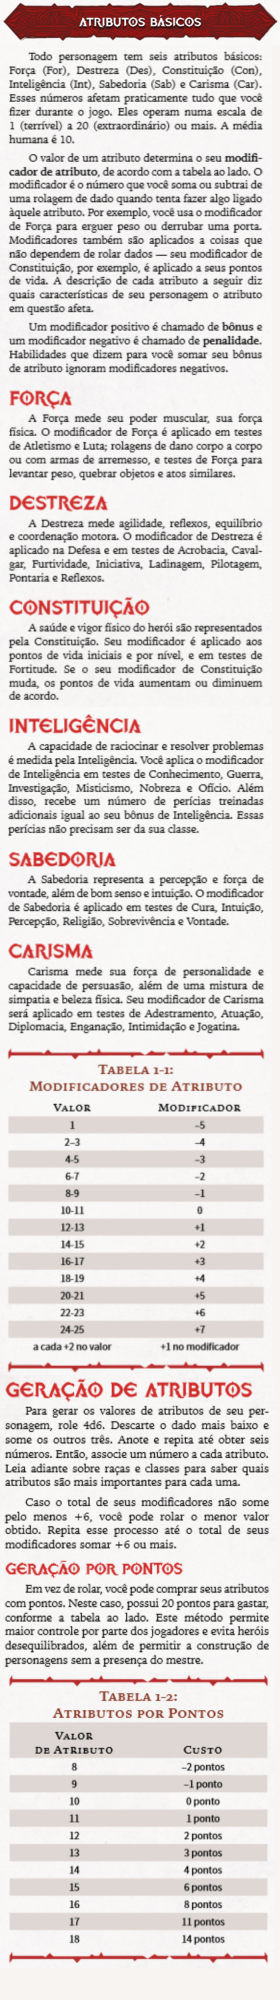 ATRIBUTOS BÁSICOS
Todo personagem tem seis atributos básicos:
Força (For), Destreza (Des), Constituição (Con),
Inteligência (Int), Sabedoria (Sab) e Carisma (Car).
Esses números afetam praticamente tudo que você
fizer durante o jogo. Eles operam numa escala de
1 (terrível) a 20 (extraordinário) ou mais. A média
humana é 10.
O valor de um atributo determina o seu modifi-
cador de atributo, de acordo com a tabela ao lado. O
modificador é o número que você soma ou subtrai de
uma rolagem de dado quando tenta fazer algo ligado
àquele atributo. Por exemplo, você usa o modificador
de Força para erguer peso ou derrubar uma porta.
Modificadores também são aplicados a coisas que
não dependem de rolar dados — seu modificador de
Constituição, por exemplo, é aplicado a seus pontos
de vida. A descrição de cada atributo a seguir diz
quais características de seu personagem o atributo
em questão afeta.
Um modificador positivo é chamado de bônus e
um modificador negativo é chamado de penalidade.
Habilidades que dizem para você somar seu bônus
de atributo ignoram modificadores negativos.
FORÇA
A Força mede seu poder muscular, sua força
física. O modificador de Força é aplicado em testes
de Atletismo e Luta; rolagens de dano corpo a corpo
ou com armas de arremesso, e testes de Força para
levantar peso, quebrar objetos e atos similares.
DESTREZA
A Destreza mede agilidade, reflexos, equilíbrio
e coordenação motora. O modificador de Destreza é
aplicado na Defesa e em testes de Acrobacia, Caval-
gar, Furtividade, Iniciativa, Ladinagem, Pilotagem,
Pontaria e Reflexos.
CONSTITUIÇÃO
A saúde e vigor físico do herói são representados
pela Constituição. Seu modificador é aplicado aos
pontos de vida iniciais e por nível, e em testes de
Fortitude. Se o seu modificador de Constituição
muda, os pontos de vida aumentam ou diminuem
de acordo.
INTELIGÊNCIA
A capacidade de raciocinar e resolver problemas
é medida pela Inteligência. Você aplica o modificador
de Inteligência em testes de Conhecimento, Guerra,
Investigação, Misticismo, Nobreza e Ofício. Além
disso, recebe um número de perícias treinadas
adicionais igual ao seu bônus de Inteligência. Essas
perícias não precisam ser da sua classe.
SABEDORIA
A Sabedoria representa a percepção e força de
vontade, além de bom senso e intuição. O modificador
de Sabedoria é aplicado em testes de Cura, Intuição,
Percepção, Religião, Sobrevivência e Vontade.
CARISMA
Carisma mede sua força de personalidade e
capacidade de persuasão, além de uma mistura de
simpatia e beleza física. Seu modificador de Carisma
será aplicado em testes de Adestramento, Atuação,
Diplomacia, Enganação, Intimidação e Jogatina.
TABELA 1-1:
MODIFICADORES DE ATRIBUTO
VALOR MODIFICADOR
1 –5
2–3 –4
4-5 –3
6-7 –2
8-9 –1
10-11 0
12-13 +1
14-15 +2
16-17 +3
18-19 +4
20-21 +5
22-23 +6
24-25 +7
a cada +2 no valor +1 no modificador
GERAÇÃO DE ATRIBUTOS
Para gerar os valores de atributos de seu per-
sonagem, role 4d6. Descarte o dado mais baixo e
some os outros três. Anote e repita até obter seis
números. Então, associe um número a cada atributo.
Leia adiante sobre raças e classes para saber quais
atributos são mais importantes para cada uma.
Caso o total de seus modificadores não some
pelo menos +6, você pode rolar o menor valor
obtido. Repita esse processo até o total de seus
modificadores somar +6 ou mais.
GERAÇÃO POR PONTOS
Em vez de rolar, você pode comprar seus atributos
com pontos. Neste caso, possui 20 pontos para gastar,
conforme a tabela ao lado. Este método permite
maior controle por parte dos jogadores e evita heróis
desequilibrados, além de permitir a construção de
personagens sem a presença do mestre.
TABELA 1-2:
ATRIBUTOS POR PONTOS
VALOR
DE ATRIBUTO CUSTO
8 –2 pontos
9 –1 ponto
10 0 ponto
11 1 ponto
12 2 pontos
13 3 pontos
14 4 pontos
15 6 pontos
16 8 pontos
17 11 pontos
18 14 pontos